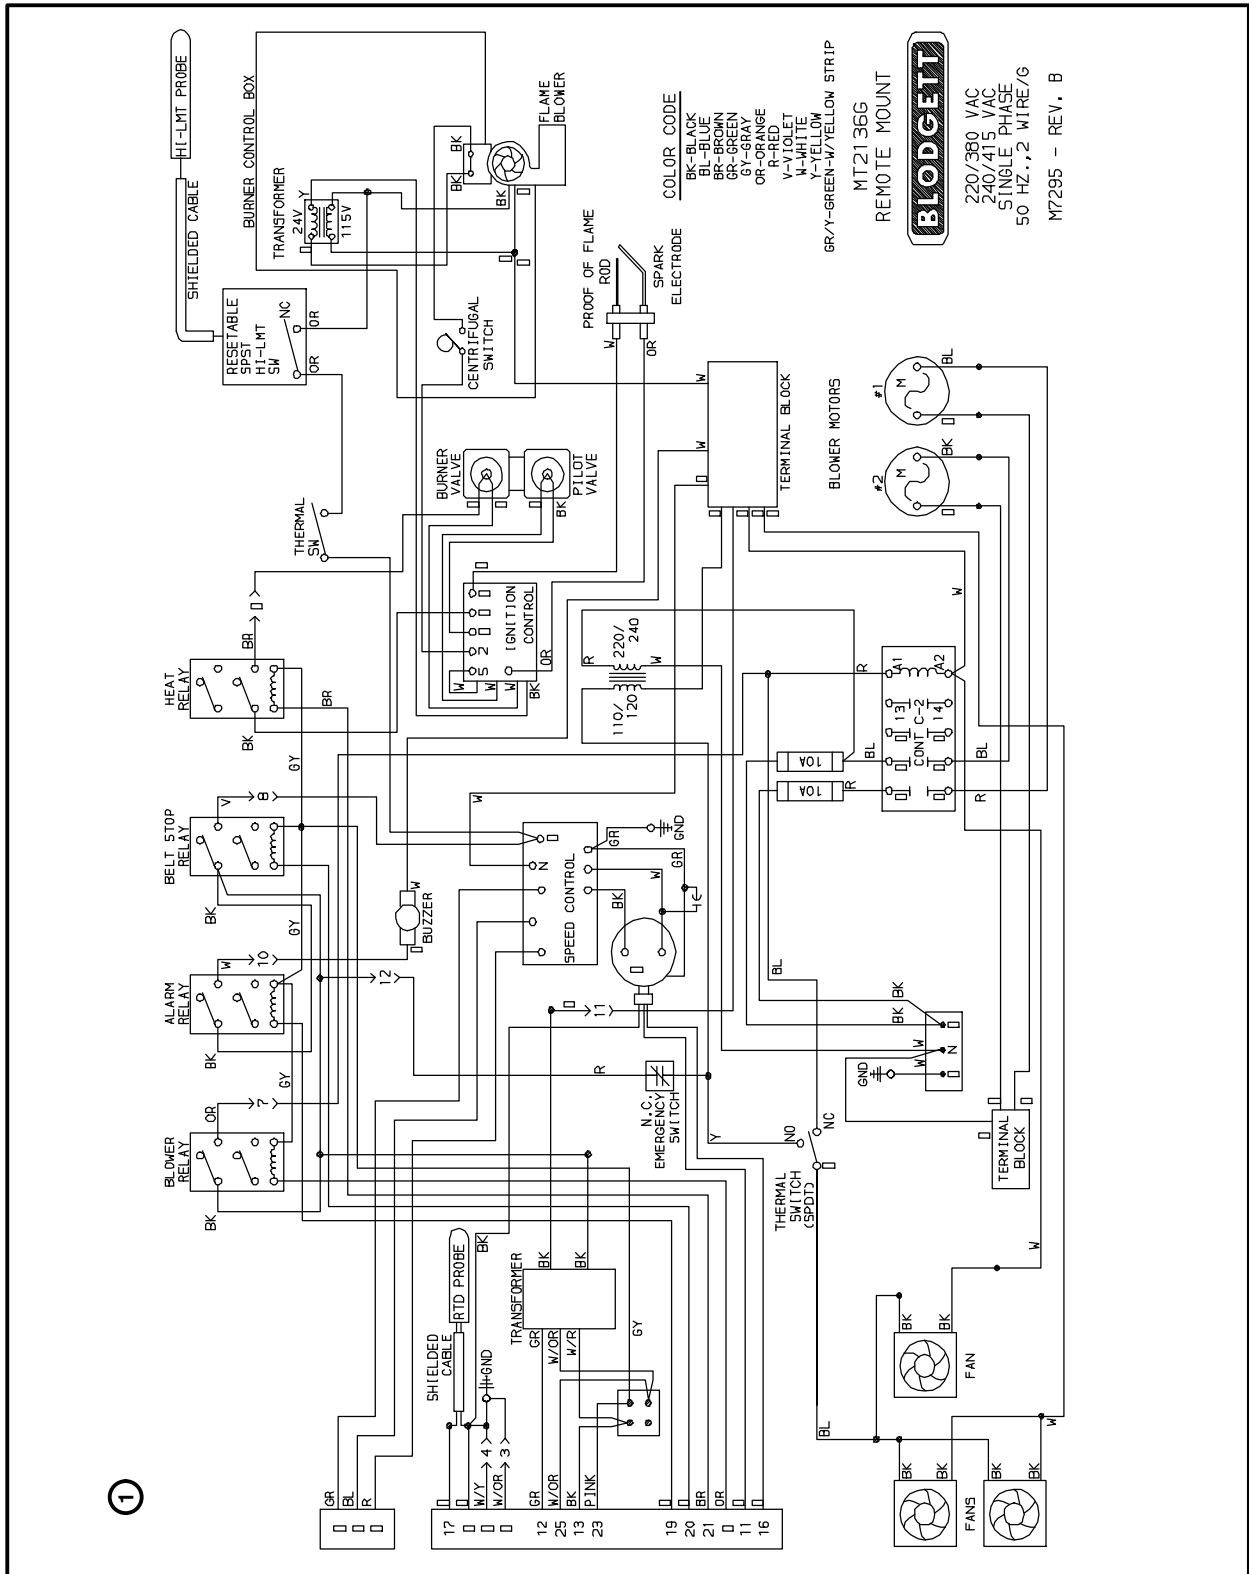 1
HI-LMT PROBE
SHIELDED CABLE
BURNER CONTROL BOX
TRANSFORMER
24V
Y
115V
RESETABLE
SPST
HI-LMT
SW
NC
OR
OR
BK
BK
BK
FLAME
BLOWER
CENTRIFUGAL
SWITCH
PROOF OF FLAME
ROD
SPARK
ELECTRODE
W
OR
COLOR CODE
BK-BLACK
BL-BLUE
BR-BROWN
GR-GREEN
GY-GRAY
OR-ORANGE
R-RED
V-VIOLET
W-WHITE
Y-YELLOW
GR/Y-GREEN-W/YELLOW STRIP
MT2136G
REMOTE MOUNT
BLODGETT
220/380 VAC
240/415 VAC
SINGLE PHASE
50 HZ.,2 WIRE/G
M7295 - REV. B
THERMAL
SW
BURNER
VALVE
PILOT
VALVE
BK
TERMINAL BLOCK
W
W
BLOWER MOTORS
#1
M
BL
#2
M
BK
HEAT
RELAY
BR
BR
BK
GY
IGNITION
CONTROL
2
5
W
W
W
BK
OR
R
220/
240
W
110/
120
BELT STOP
RELAY
V
8
BK
GY
W
BUZZER
SPEED CONTROL
N
W
GR
GND
GR
W
BK
10A
10A
BL
R
R
A1
A2
13
14
CONT C-2
BL
R
W
ALARM
RELAY
W
10
BK
GY
12
11
R
N.C.
EMERGENCY
SWITCH
BL
BK
BK
W
W
N
GND
BLOWER
RELAY
OR
7
BK
Y
NO
NC
THERMAL
SWITCH
(SPDT)
TERMINAL
BLOCK
W
RTD PROBE
SHIELDED
CABLE
BK
GND
TRANSFORMER
BK
BK
GR
W/OR
W/R
GY
FAN
BK
BK
BL
W
FANS
BK
BK
BK
BK
GR
BL
R
17
W/Y
4
W/OR
3
12
GR
25
W/OR
13
BK
23
PINK
19
20
21
BR
OR
11
16